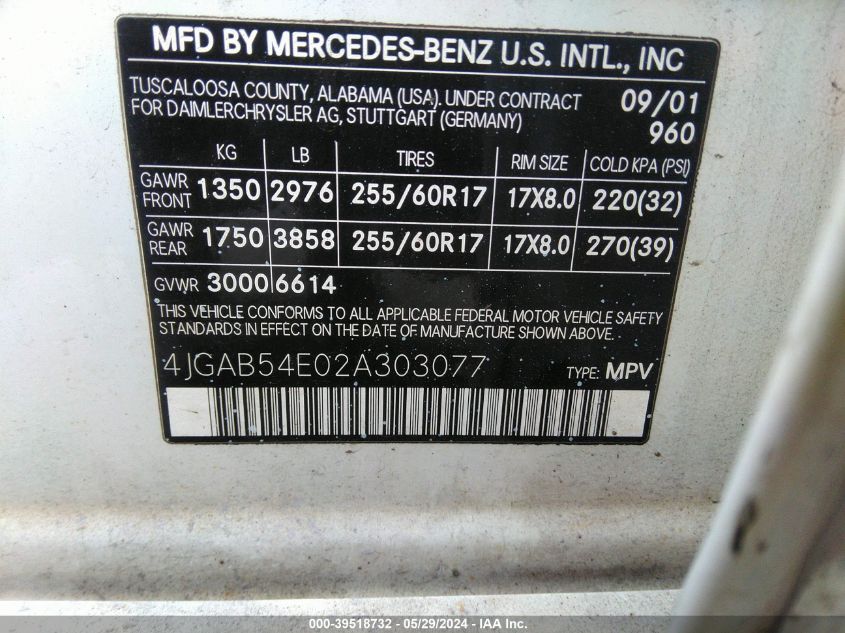 MFD BY MERCEDES-BENZ U.S. INTL., INC
TUSCALOOSA COUNTY, ALABAMA (USA). UNDER CONTRACT 09/01
FOR DAIMLERCHRYSLER AG, STUTTGART (GERMANY) 960
KG LB TIRES RIM SIZE COLD KPA (PSI)
GAWR FRONT 1350 2976 255/60R17 17X8.0 220(32)
GAWR REAR 1750 3858 255/60R17 17X8.0 270(39)
GVWR 3000 6614
THIS VEHICLE CONFORMS TO ALL APPLICABLE FEDERAL MOTOR VEHICLE SAFETY
STANDARDS IN EFFECT ON THE DATE OF MANUFACTURE SHOWN ABOVE.
4JGAB54E02A303077 TYPE: MPV
000-39518732 - 05/29/2024 - IAA Inc.